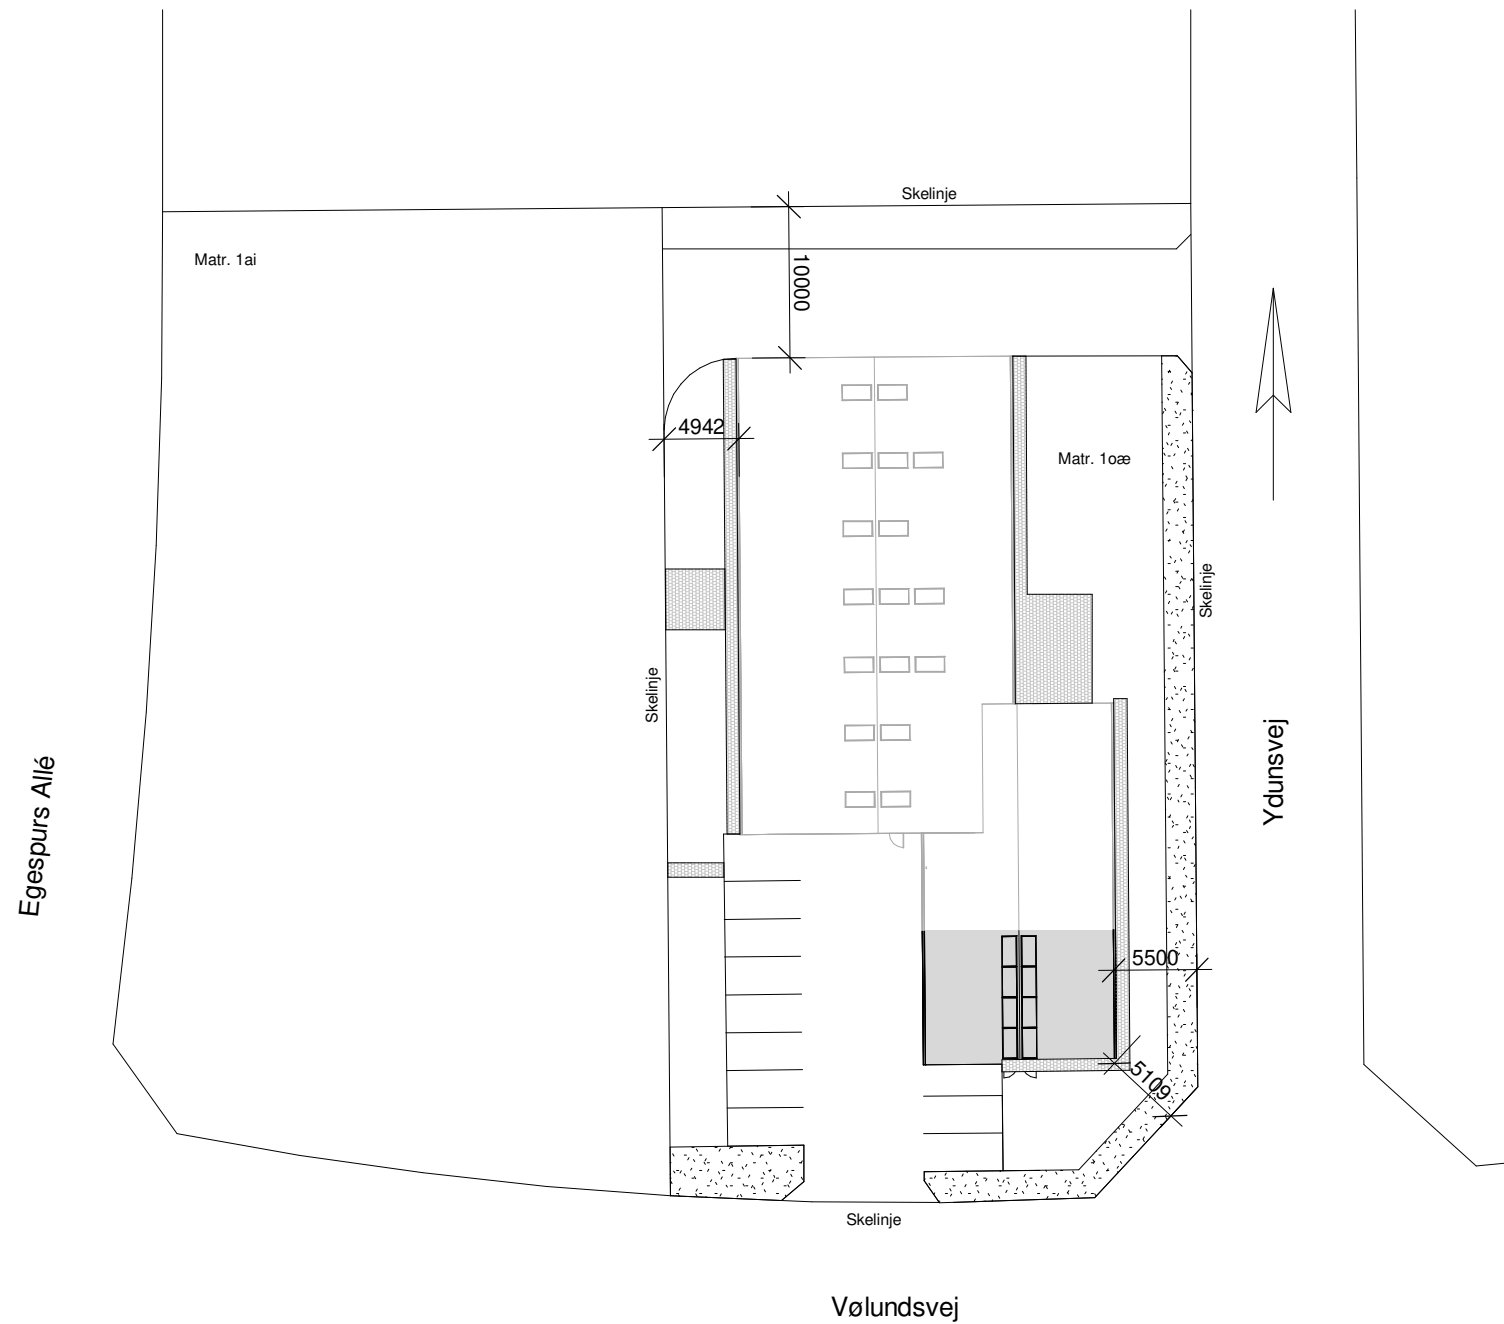 Skelinje
Matr. 1ai
10000
4942
Matr. 1oæ
Skelinje
Skelinje
Ydunsvej
Egespurs Allé
5500
5109
Skelinje
Vølundsvej